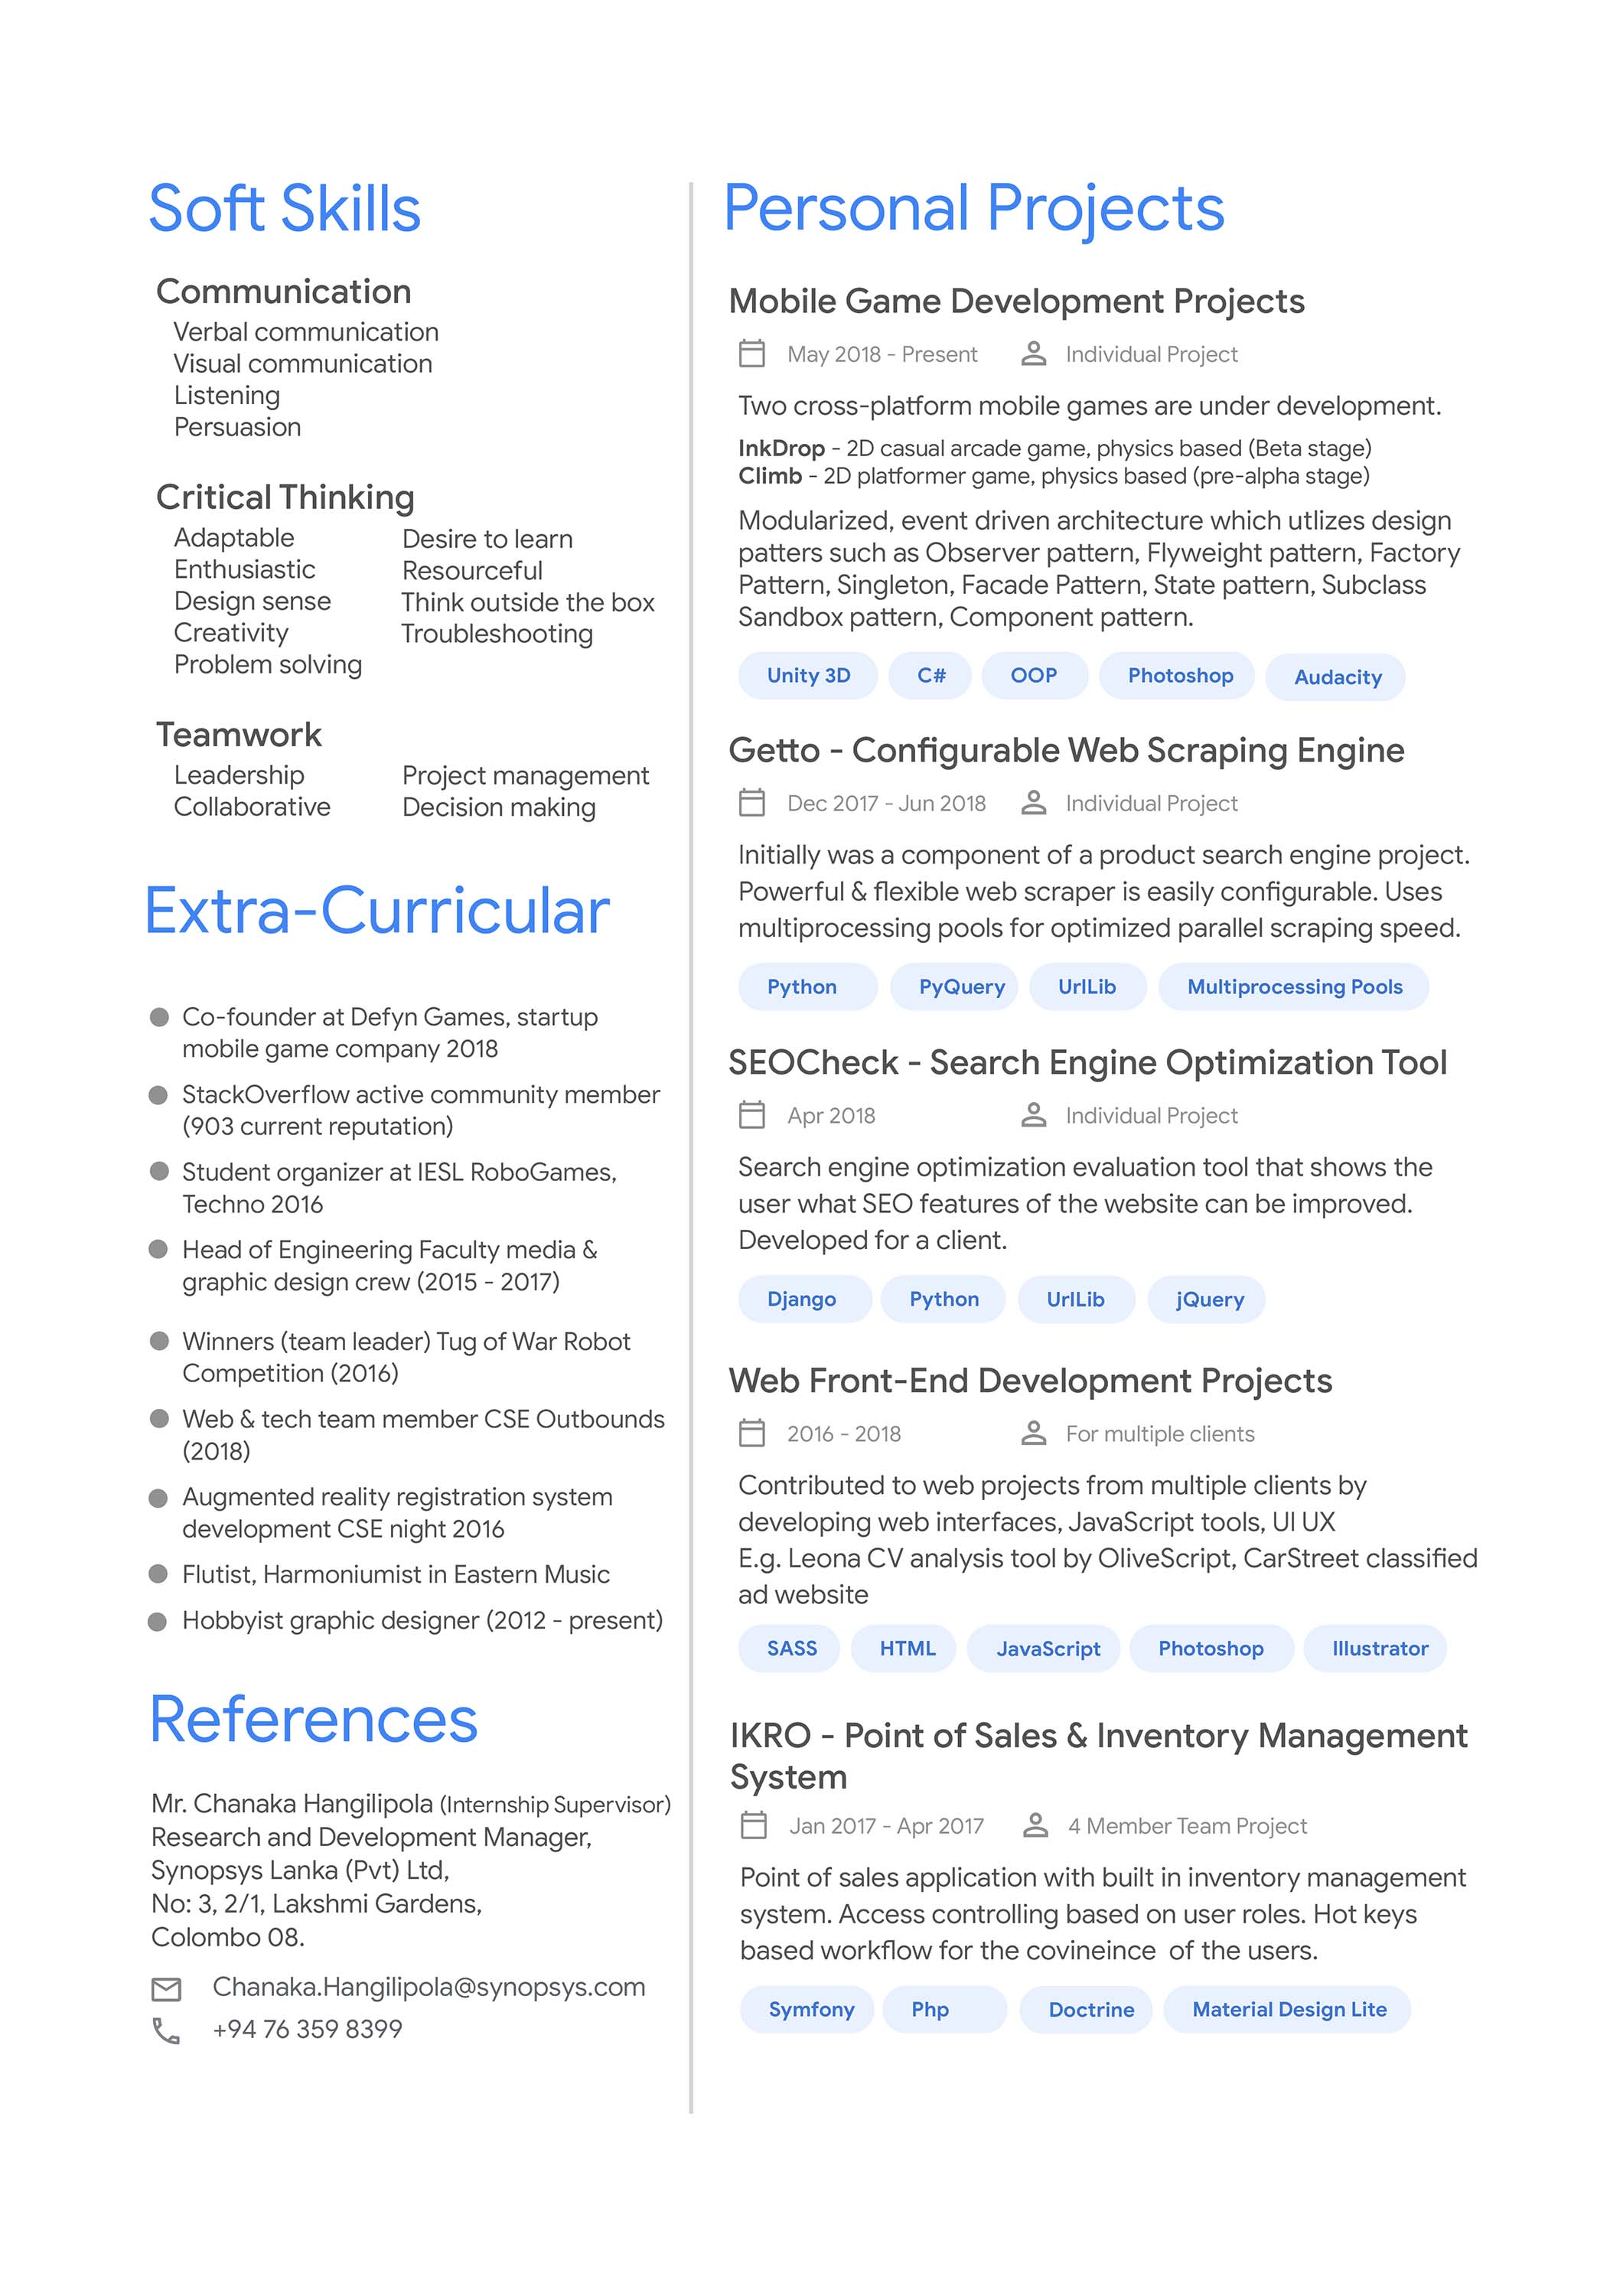 Soft Skills
Communication
Verbal communication
Visual communication
Listening
Persuasion
Critical Thinking
Adaptable
Enthusiastic
Design sense
Creativity
Problem solving
Desire to learn
Resourceful
Think outside the box
Troubleshooting
Teamwork
Leadership
Collaborative
Project management
Decision making
Extra-Curricular
Co-founder at Defyn Games, startup
mobile game company 2018
StackOverflow active community member
(903 current reputation)
Student organizer at IESL RoboGames,
Techno 2016
Head of Engineering Faculty media &
graphic design crew (2015 - 2017)
Winners (team leader) Tug of War Robot
Competition (2016)
Web & tech team member CSE Outbounds
(2018)
Augmented reality registration system
development CSE night 2016
Flutist, Harmoniumist in Eastern Music
Hobbyist graphic designer (2012 - present)
References
Mr. Chanaka Hangilipola (Internship Supervisor)
Research and Development Manager,
Synopsys Lanka (Pvt) Ltd,
No: 3, 2/1, Lakshmi Gardens,
Colombo 08.
Chanaka.Hangilipola@synopsys.com
+94 76 359 8399
Personal Projects
Mobile Game Development Projects
May 2018 - Present Individual Project
Two cross-platform mobile games are under development.
InkDrop - 2D casual arcade game, physics based (Beta stage)
Climb - 2D platformer game, physics based (pre-alpha stage)
Modularized, event driven architecture which utlizes design
patters such as Observer pattern, Flyweight pattern, Factory
Pattern, Singleton, Facade Pattern, State pattern, Subclass
Sandbox pattern, Component pattern.
Unity 3D C# OOP Photoshop Audacity
Getto - Configurable Web Scraping Engine
Dec 2017 - Jun 2018 Individual Project
Initially was a component of a product search engine project.
Powerful & flexible web scraper is easily configurable. Uses
multiprocessing pools for optimized parallel scraping speed.
Python PyQuery UrlLib Multiprocessing Pools
SEOCheck - Search Engine Optimization Tool
Apr 2018 Individual Project
Search engine optimization evaluation tool that shows the
user what SEO features of the website can be improved.
Developed for a client.
Django Python UrlLib jQuery
Web Front-End Development Projects
2016 - 2018 For multiple clients
Contributed to web projects from multiple clients by
developing web interfaces, JavaScript tools, UI UX
E.g. Leona CV analysis tool by OliveScript, CarStreet classified
ad website
SASS HTML JavaScript Photoshop Illustrator
IKRO - Point of Sales & Inventory Management
System
Jan 2017 - Apr 2017 4 Member Team Project
Point of sales application with built in inventory management
system. Access controlling based on user roles. Hot keys
based workflow for the covineince of the users.
Symfony Php Doctrine Material Design Lite